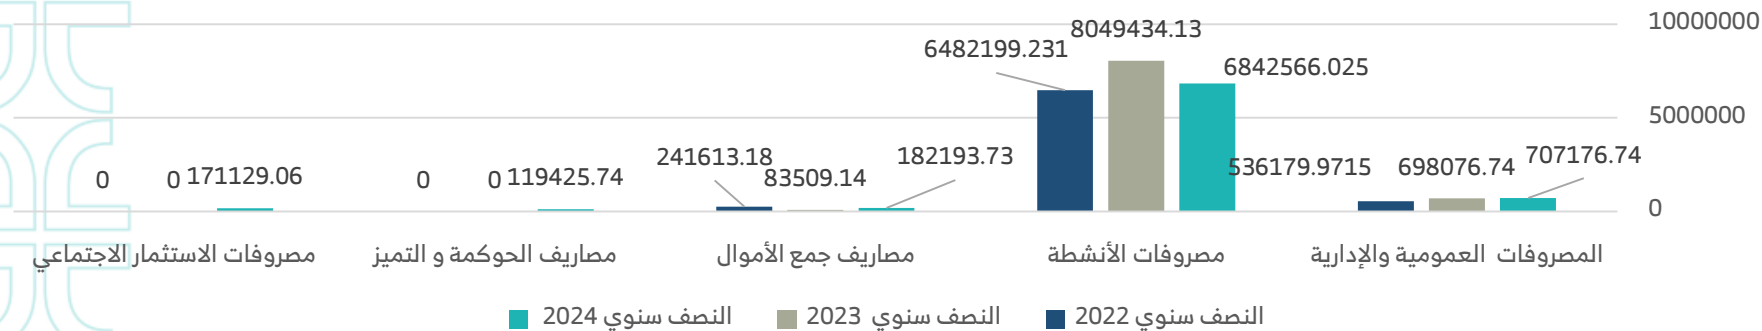 10000000
5000000
0
536179.9715
698076.74
707176.74
6482199.231
8049434.13
6842566.025
241613.18
83509.14
182193.73
0
0
119425.74
0
0
171129.06
المصروفات العمومية والإدارية
مصروفات الأنشطة
مصاريف جمع الأموال
مصاريف الحوكمة و التميز
مصروفات الاستثمار الاجتماعي
النصف سنوي 2022
النصف سنوي 2023
النصف سنوي 2024